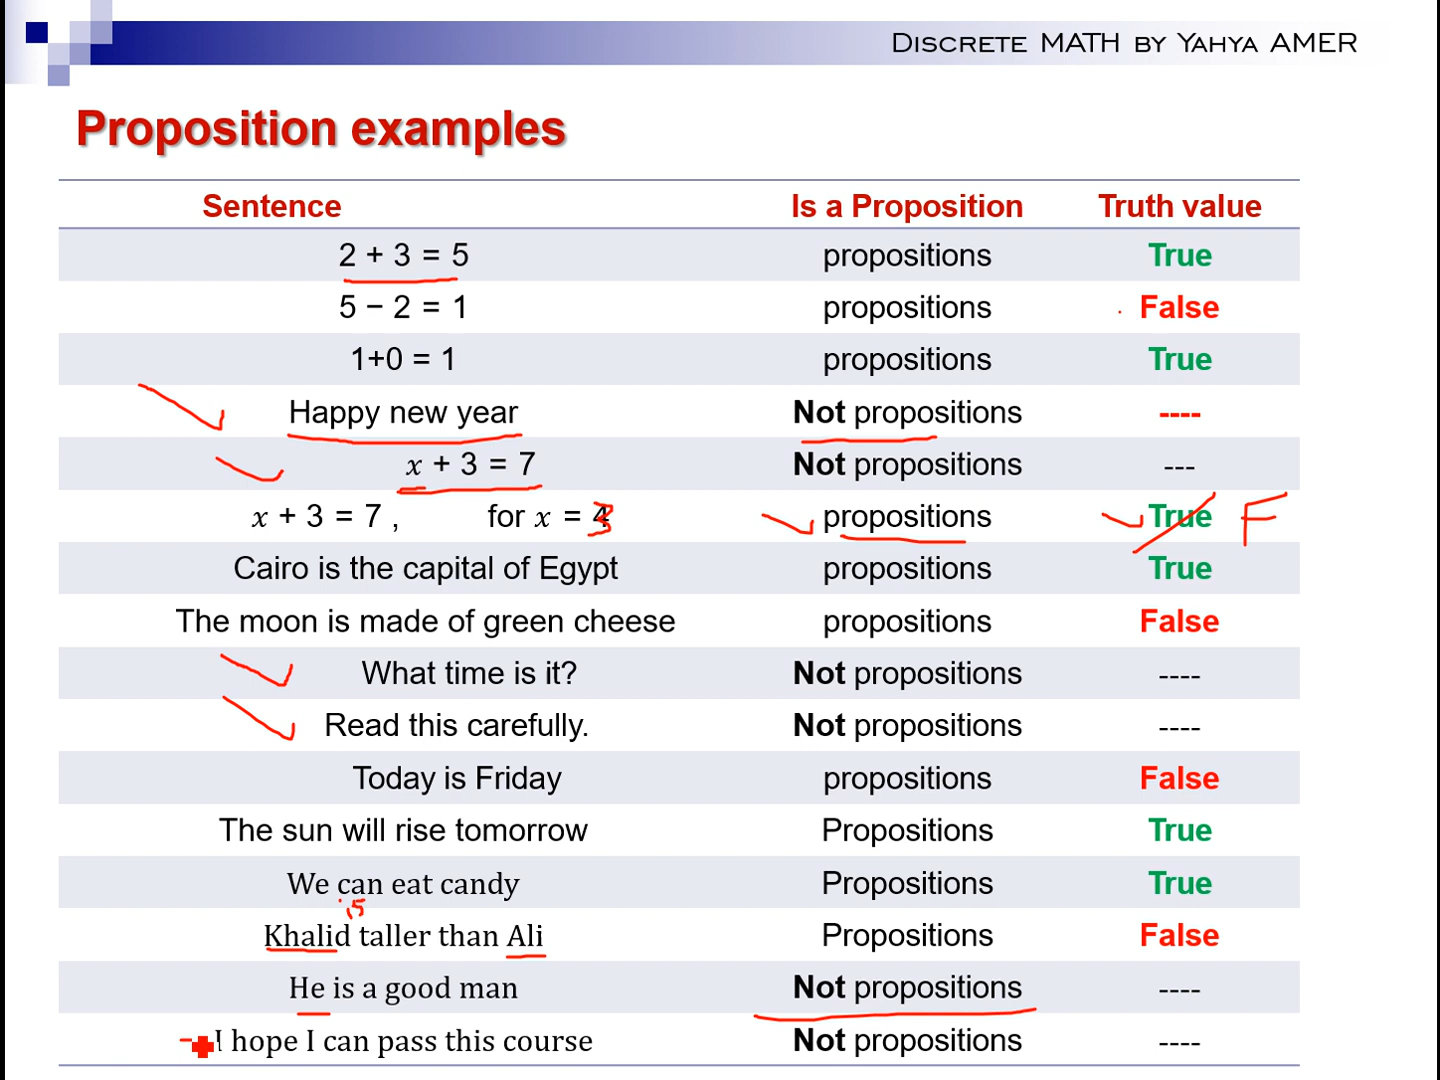 DISCRETE MATH BY YAHYA AMER
Proposition examples
Sentence Is a Proposition Truth value
2 + 3 = 5 propositions True
5 − 2 = 1 propositions False
1+0 = 1 propositions True
Happy new year Not propositions ----
x + 3 = 7 Not propositions ---
x + 3 = 7 , for x = 4 3 propositions True F
Cairo is the capital of Egypt propositions True
The moon is made of green cheese propositions False
What time is it? Not propositions ----
Read this carefully. Not propositions ----
Today is Friday propositions False
The sun will rise tomorrow Propositions True
We can eat candy Propositions True
is
Khalid taller than Ali Propositions False
He is a good man Not propositions ----
I hope I can pass this course Not propositions ----